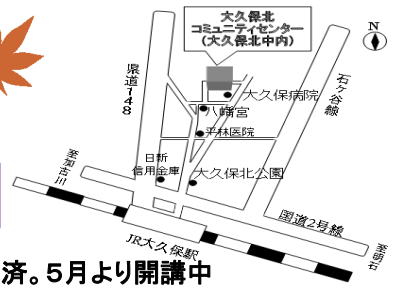 大久保北
コミュニティセンター
(大久保北中内)
N
県道148
石ケ谷線
大久保病院
八幡宮
平林医院
日新
信用金庫
大久保北公園
至加古川
国道2号線
至明石
JR大久保駅
済。5月より開講中